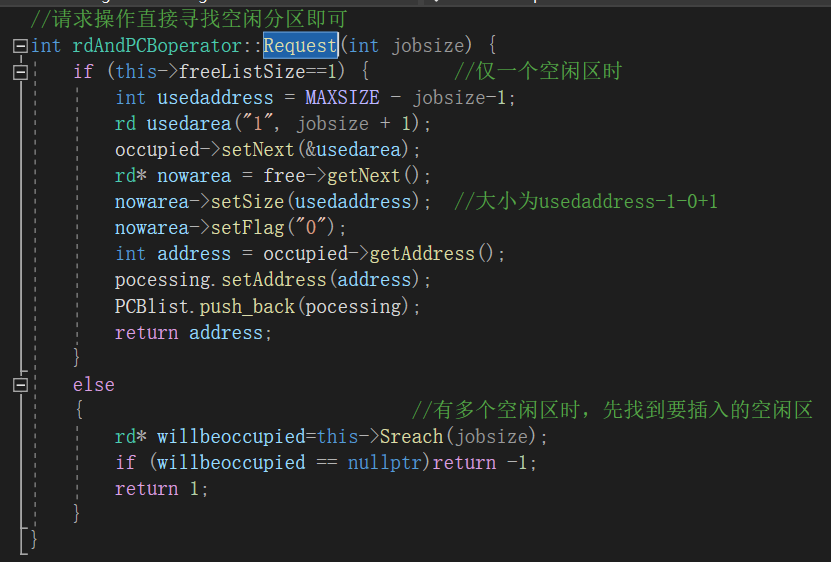 //请求操作直接寻找空闲分区即可
int rdAndPCBoperator::Request(int jobsize) {
if (this->freeListSize==1) { //仅一个空闲区时
int usedaddress = MAXSIZE - jobsize-1;
rd usedarea("1", jobsize + 1);
occupied->setNext(&usedarea);
rd* nowarea = free->getNext();
nowarea->setSize(usedaddress); //大小为usedaddress-1-0+1
nowarea->setFlag("0");
int address = occupied->getAddress();
pocessing.setAddress(address);
PCBlist.push_back(pocessing);
return address;
}
else
{ //有多个空闲区时，先找到要插入的空闲区
rd* willbeoccupied=this->Sreach(jobsize);
if (willbeoccupied == nullptr)return -1;
return 1;
}
}